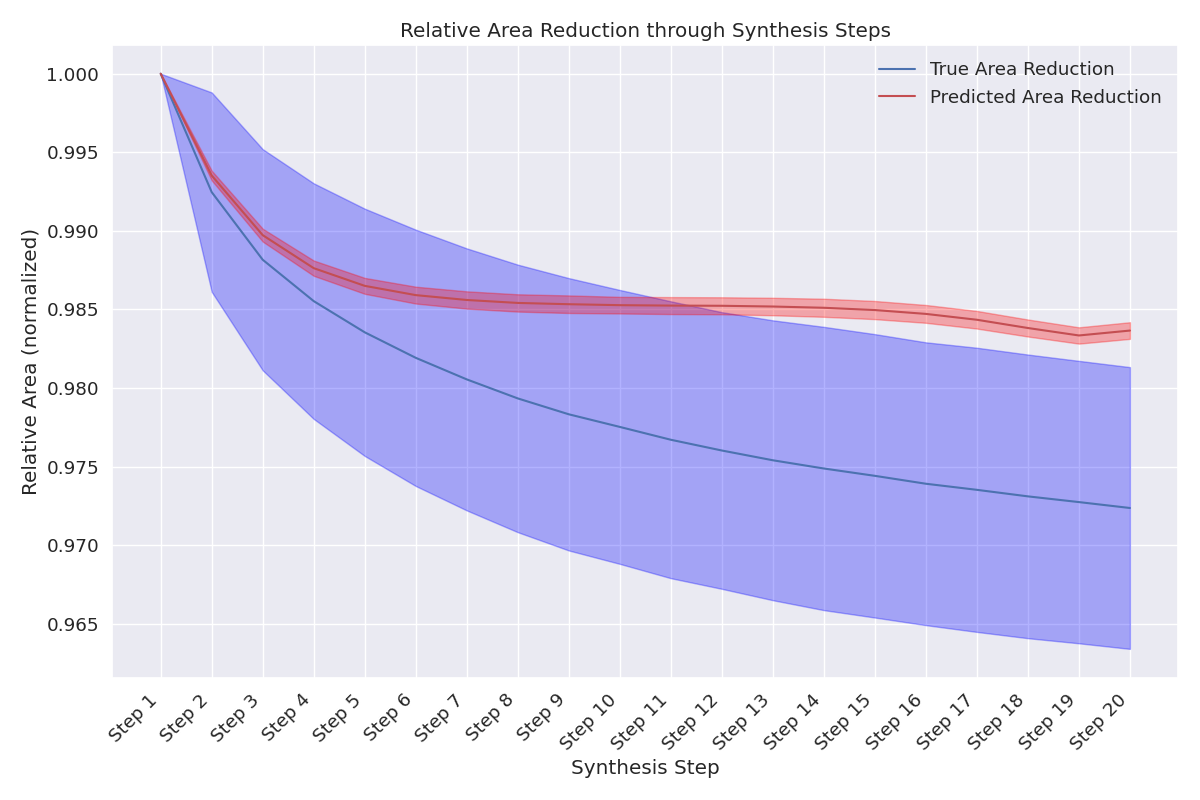 Relative Area Reduction through Synthesis Steps
True Area Reduction
Predicted Area Reduction
Relative Area (normalized)
1.000
0.995
0.990
0.985
0.980
0.975
0.970
0.965
Step 1
Step 2
Step 3
Step 4
Step 5
Step 6
Step 7
Step 8
Step 9
Step 10
Step 11
Step 12
Step 13
Step 14
Step 15
Step 16
Step 17
Step 18
Step 19
Step 20
Synthesis Step